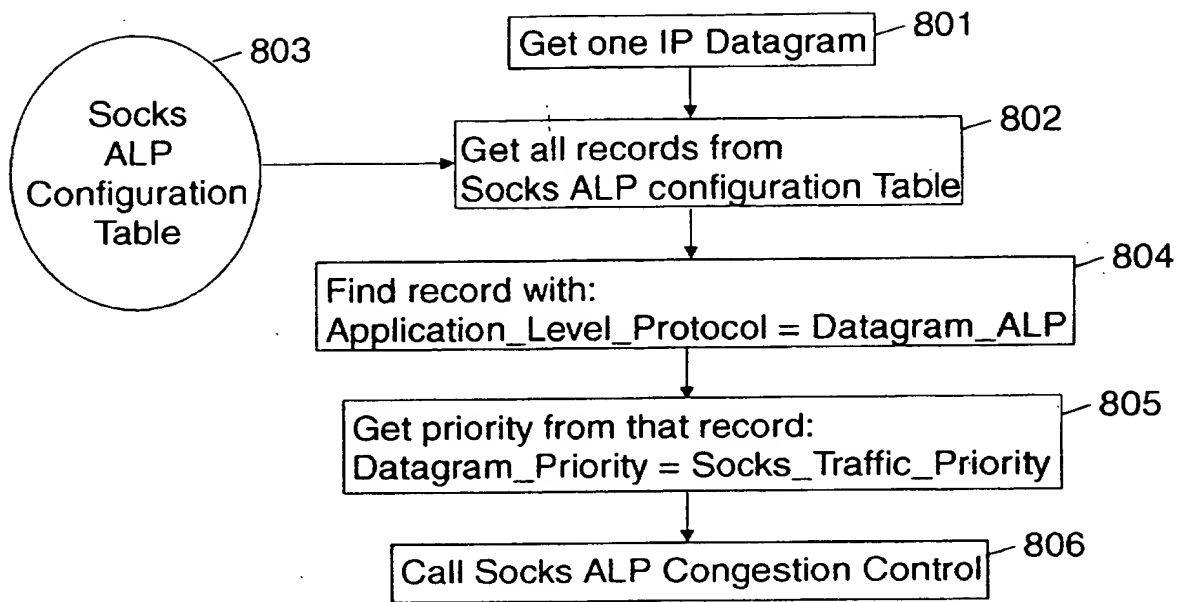 Get one IP Datagram
801
803
Socks
ALP
Configuration
Table
802
Get all records from
Socks ALP configuration Table
804
Find record with:
Application_Level_Protocol = Datagram_ALP
805
Get priority from that record:
Datagram_Priority = Socks_Traffic_Priority
806
Call Socks ALP Congestion Control